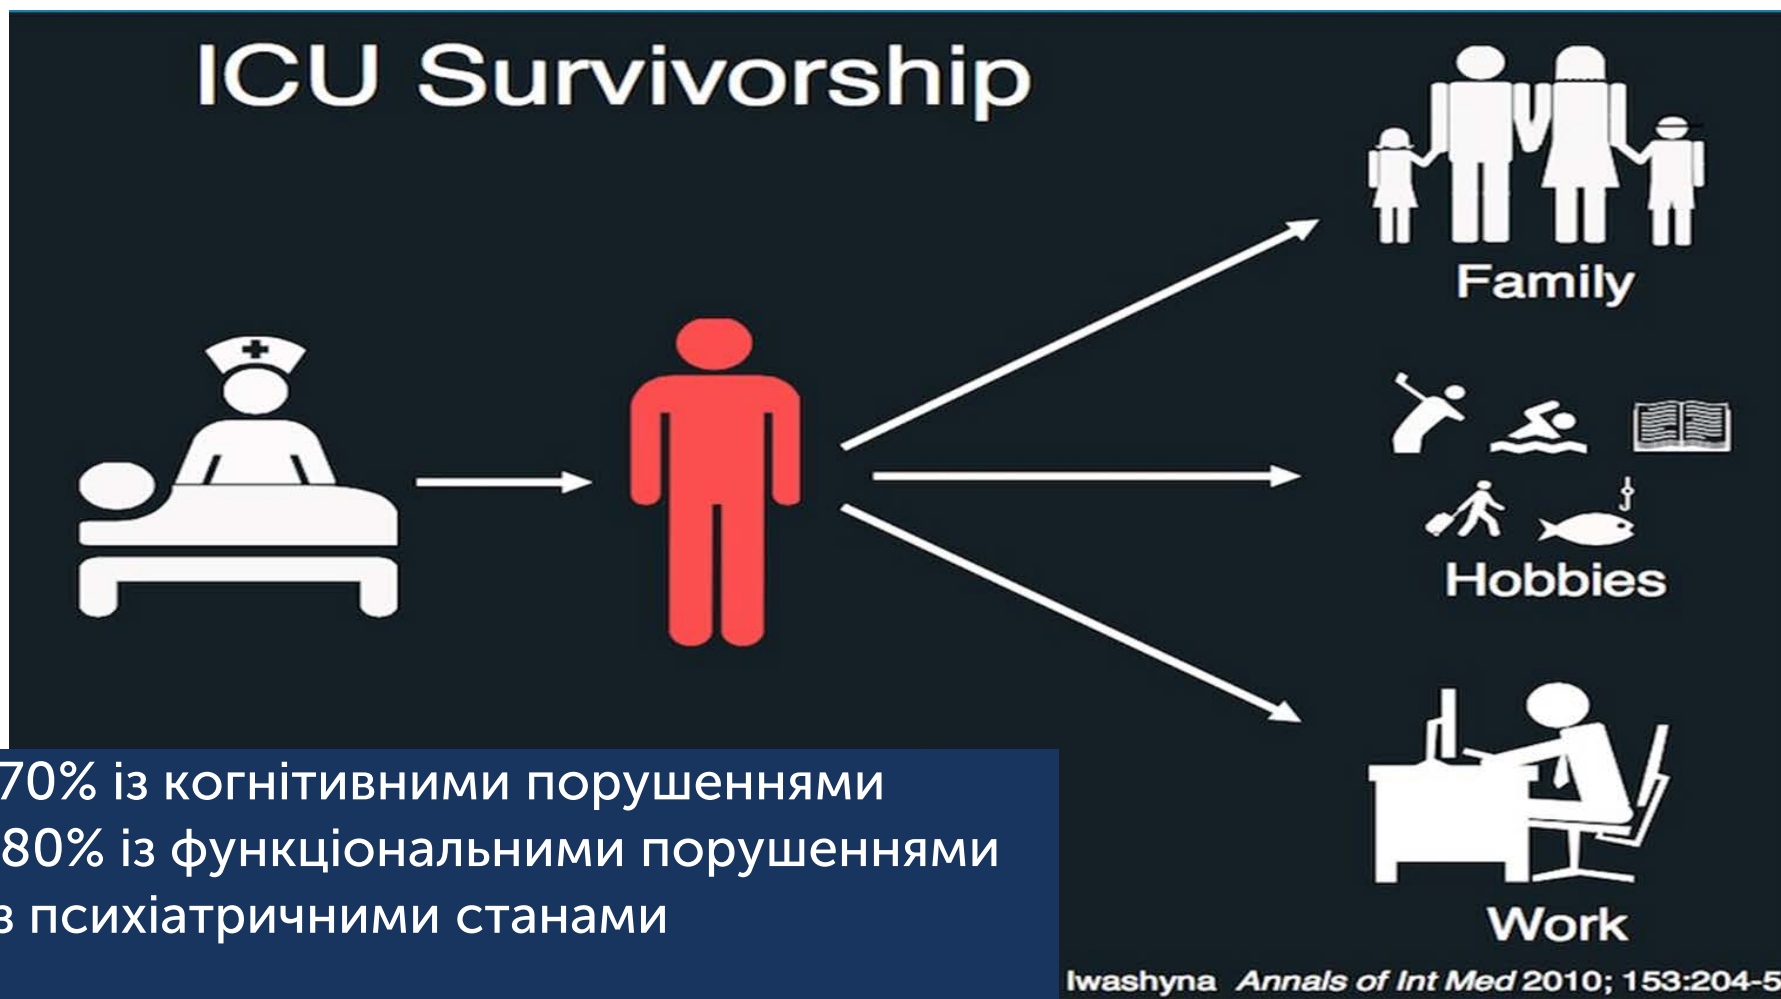 ICU Survivorship
Family
Hobbies
Work
70% із когнітивними порушеннями
80% із функціональними порушеннями
з психіатричними станами
Iwashyna Annals of Int Med 2010; 153:204-5